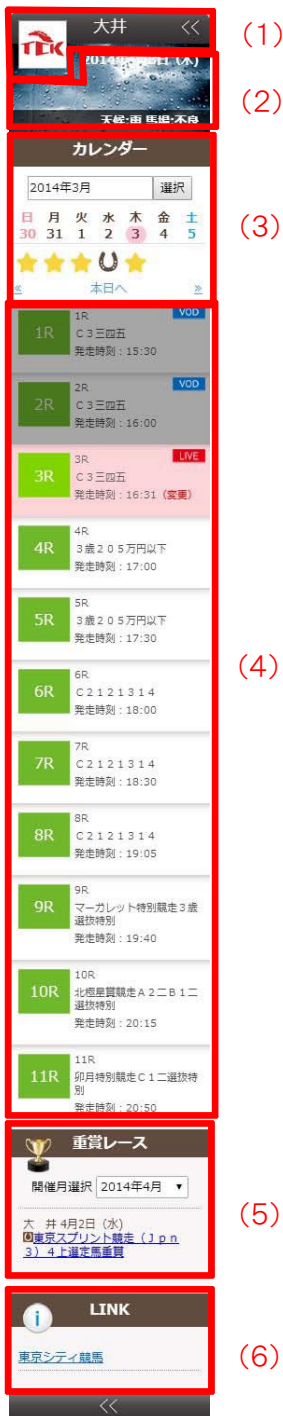 大井 <<
TCK
(1)
2014年 月 日 (木)
天候:雨 馬場:不良
(2)
カレンダー
2014年3月 選択
日 月 火 水 木 金 土
30 31 1 2 3 4 5
« 本日へ »
(3)
1R VOD
1R C3三四五
発走時刻:15:30
2R VOD
2R C3三四五
発走時刻:16:00
3R LIVE
3R C3三四五
発走時刻:16:31 (変更)
4R
4R 3歳205万円以下
発走時刻:17:00
5R
5R 3歳205万円以下
発走時刻:17:30
6R
6R C2121314
発走時刻:18:00
(4)
7R
7R C2121314
発走時刻:18:30
8R
8R C2121314
発走時刻:19:05
9R
9R マーガレット特別競走3歳
選抜特別
発走時刻:19:40
10R
10R 北極星賞競走A2二B1二
選抜特別
発走時刻:20:15
11R
11R 卯月特別競走C1二選抜特
別
発走時刻:20:50
重賞レース
開催月選択 2014年4月 ▼
(5)
大 井 4月2日 (水)
東京スプリント競走(Jpn
3)4上選定馬重賞
i LINK
東京シティ競馬
(6)
<<